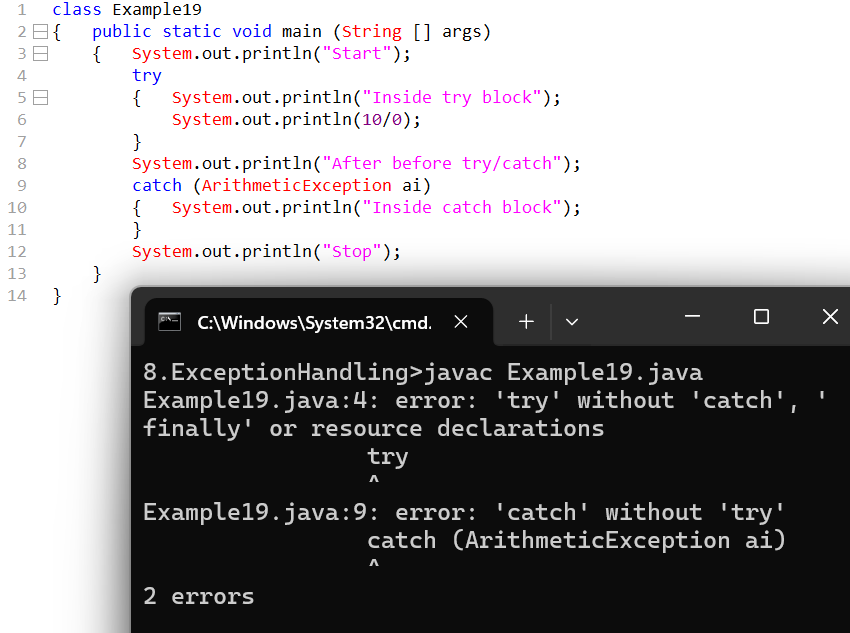 1 class Example19
2 {   public static void main (String [] args)
3     {   System.out.println("Start");
4         try
5         {   System.out.println("Inside try block");
6             System.out.println(10/0);
7         }
8         System.out.println("After before try/catch");
9         catch (ArithmeticException ai)
10         {   System.out.println("Inside catch block");
11         }
12         System.out.println("Stop");
13     }
14 }
C:\Windows\System32\cmd.
8.ExceptionHandling>javac Example19.java
Example19.java:4: error: 'try' without 'catch', '
finally' or resource declarations
                try
                ^
Example19.java:9: error: 'catch' without 'try'
                catch (ArithmeticException ai)
                ^
2 errors